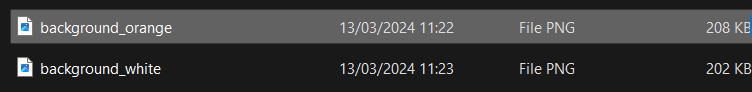 background_orange 13/03/2024 11:22 File PNG 208 KB
background_white 13/03/2024 11:23 File PNG 202 KB